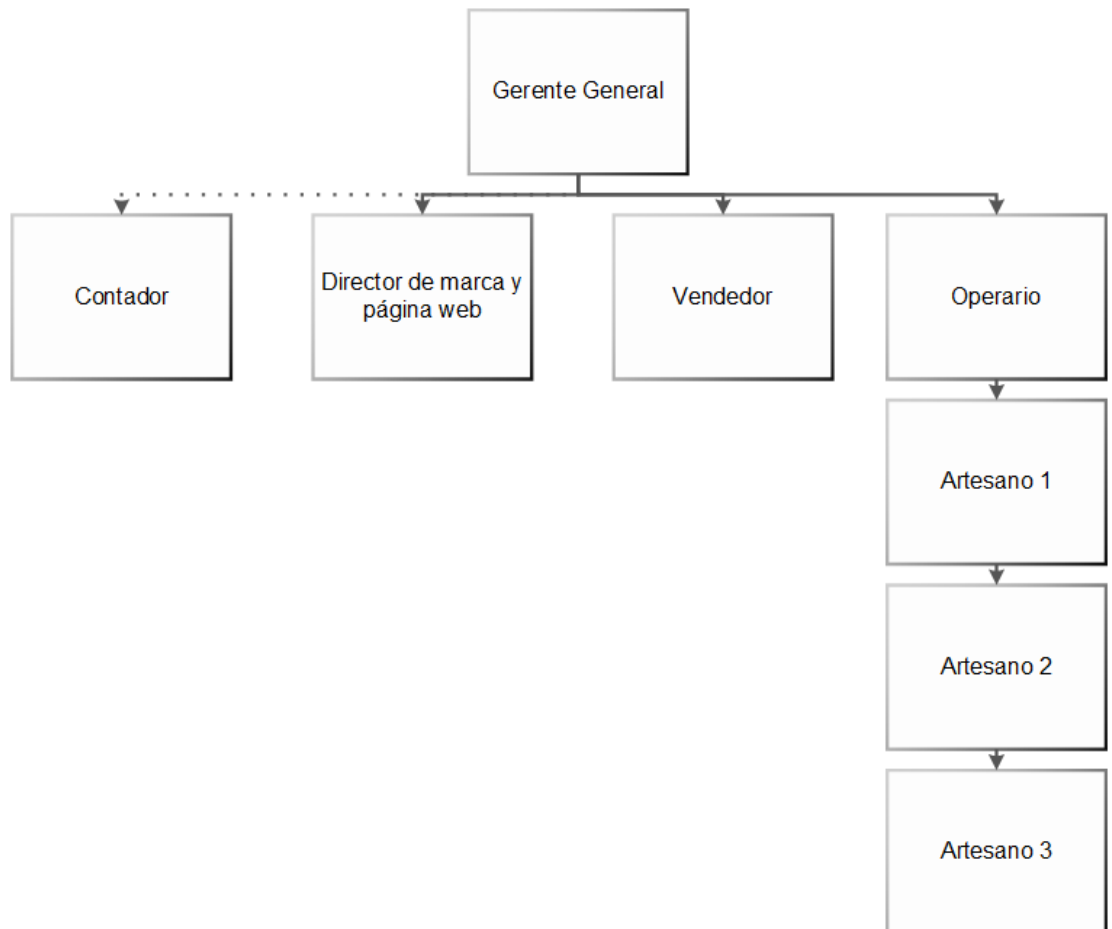 Gerente General
Contador
Director de marca y
página web
Vendedor
Operario
Artesano 1
Artesano 2
Artesano 3